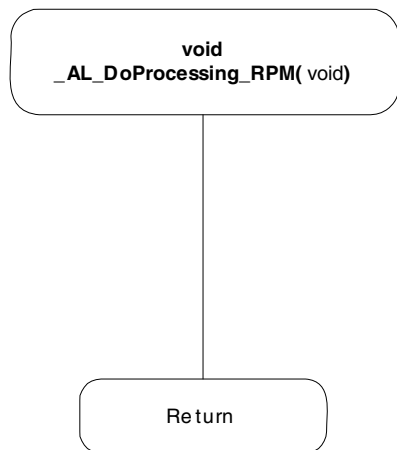 void
_AL_DoProcessing_RPM( void)
Return